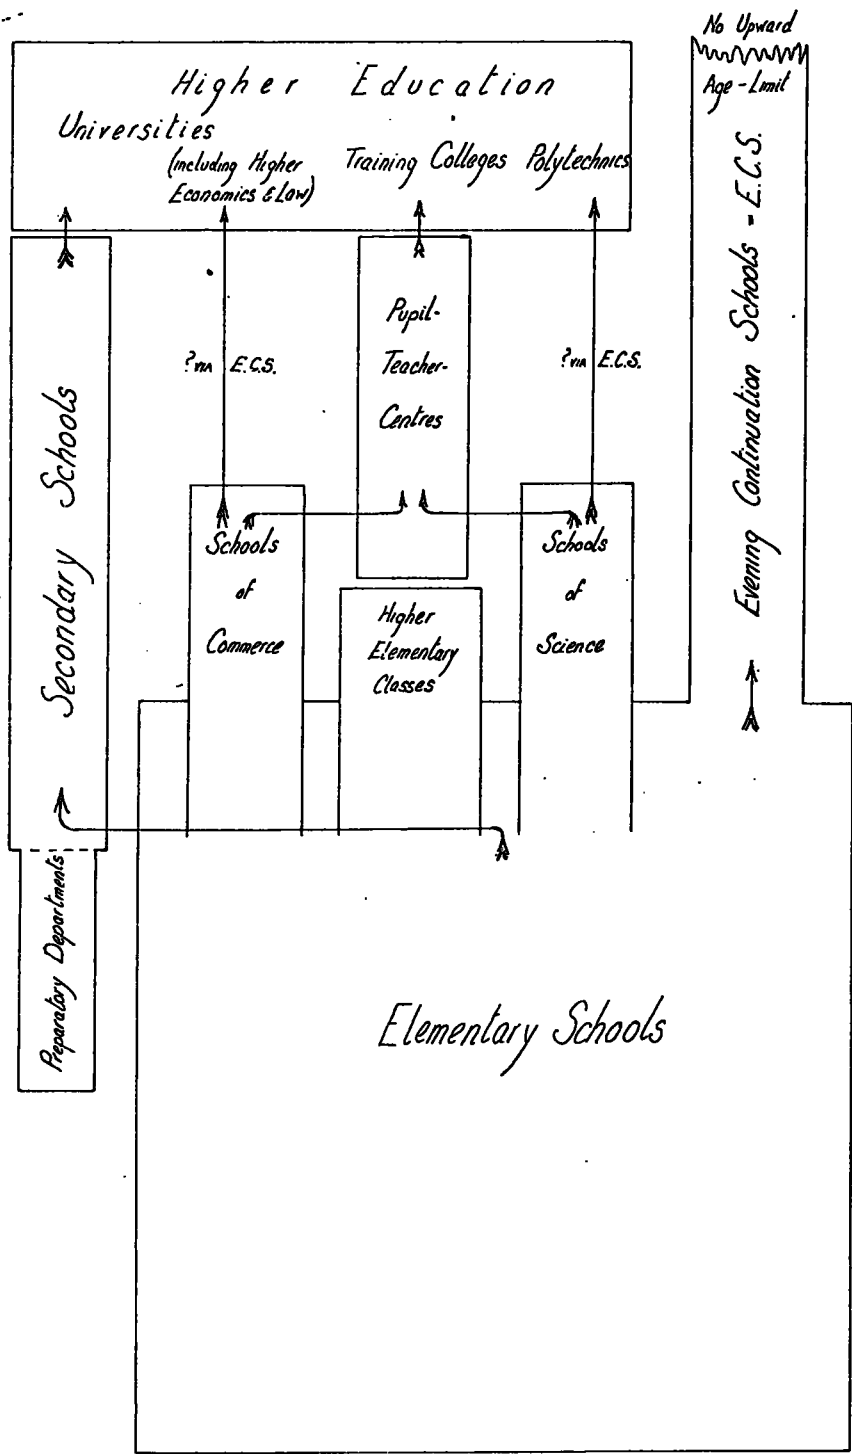 No Upward
Age-Limit
Higher Education
Universities
(including Higher
Economics & Law)
Training Colleges
Polytechnics
Evening Continuation Schools - E.C.S.
Secondary Schools
Pupil-
Teacher-
Centres
? VIA E.C.S.
? VIA E.C.S.
Schools
of
Commerce
Schools
of
Science
Higher
Elementary
Classes
Preparatory Departments
Elementary Schools